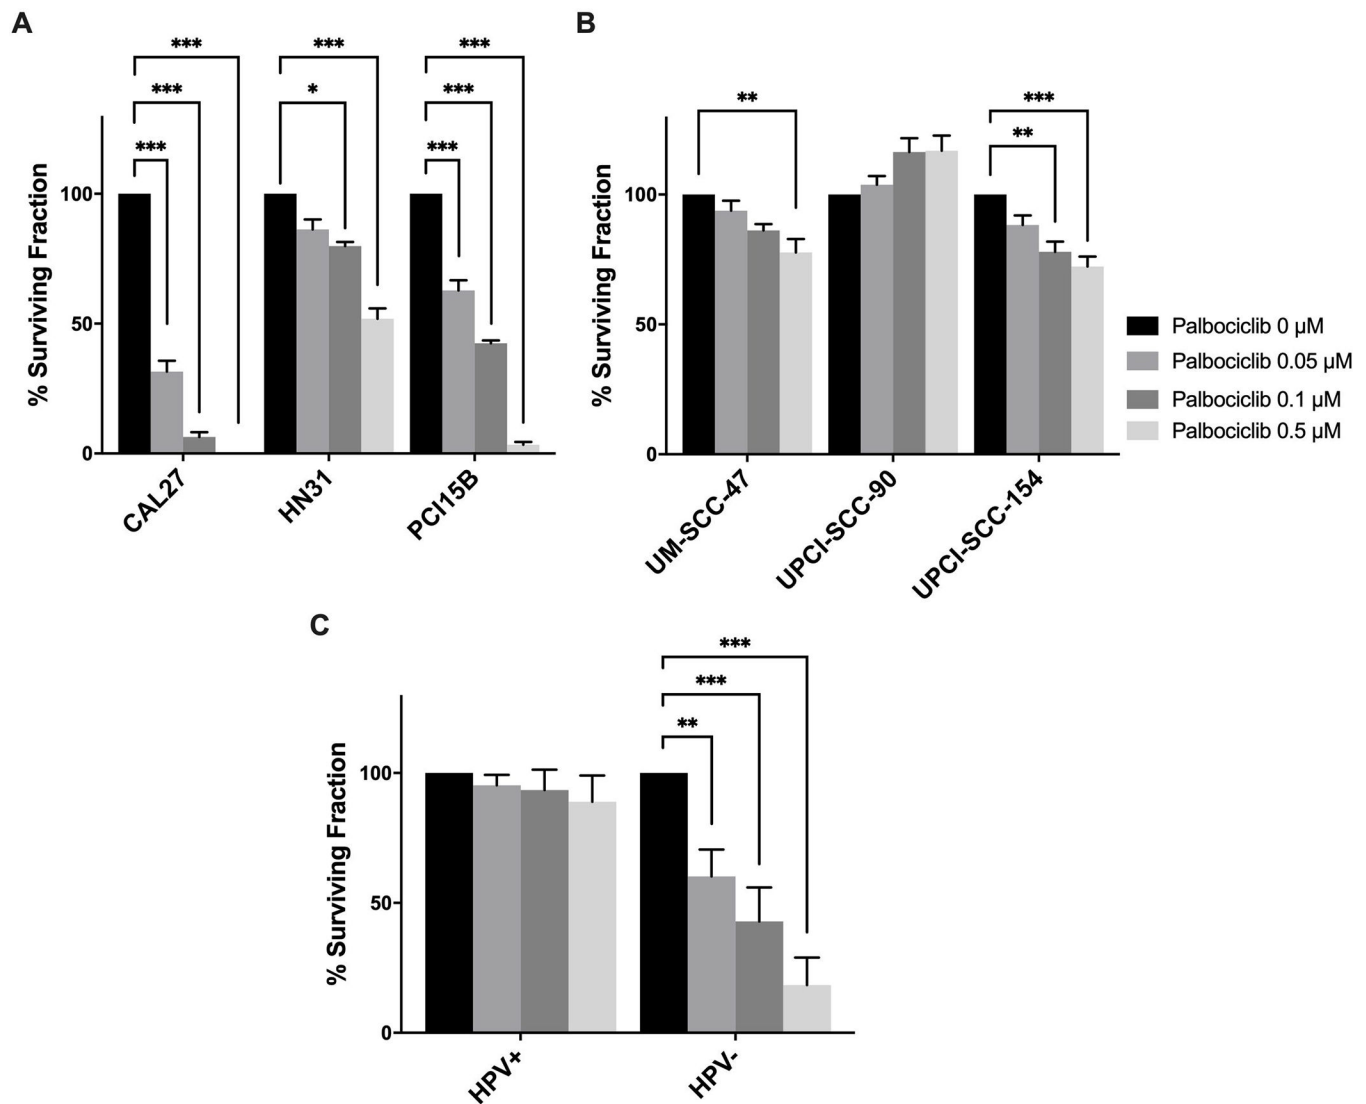 A
B
***
***
***
***
*
***
***
***
***
% Surviving Fraction
100
50
0
CAL27
HN31
PCI15B
**
***
**
% Surviving Fraction
100
50
0
UM-SCC-47
UPCI-SCC-90
UPCI-SCC-154
Palbociclib 0 µM
Palbociclib 0.05 µM
Palbociclib 0.1 µM
Palbociclib 0.5 µM
C
***
***
**
% Surviving Fraction
100
50
0
HPV+
HPV-